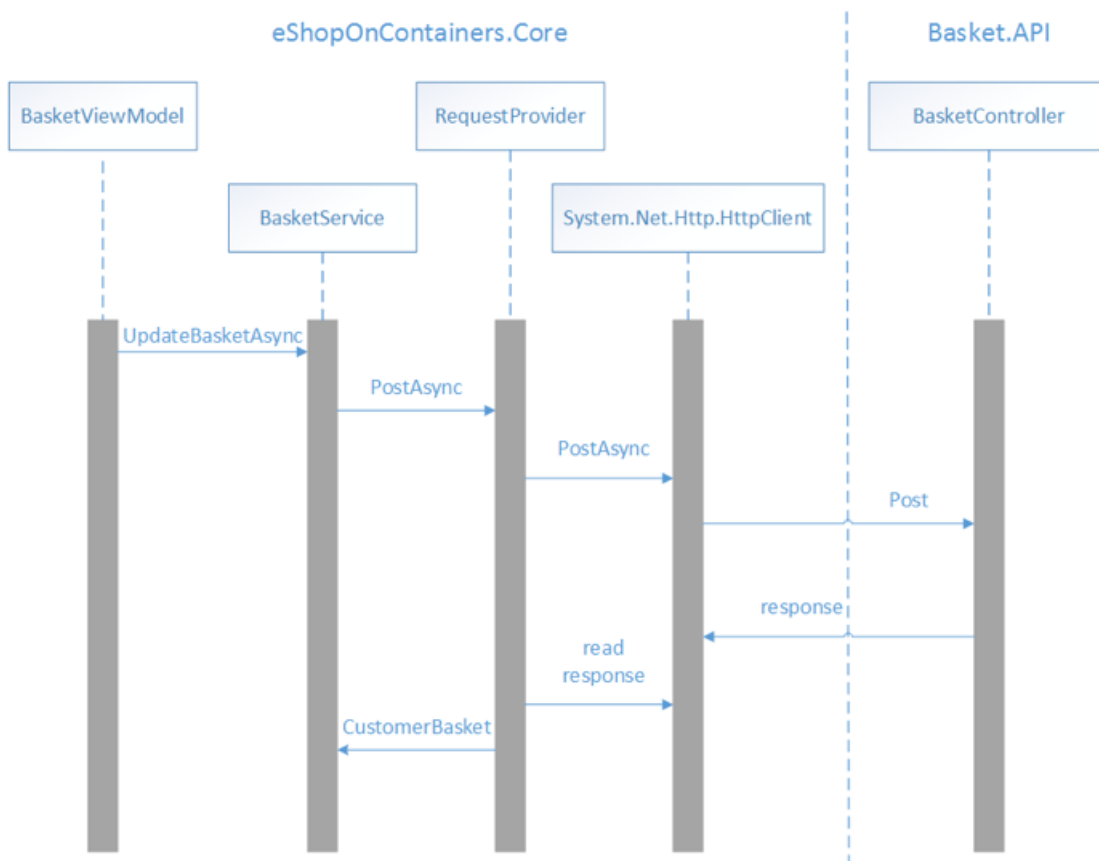 eShopOnContainers.Core
Basket.API
BasketViewModel
RequestProvider
BasketController
BasketService
System.Net.Http.HttpClient
UpdateBasketAsync
PostAsync
PostAsync
Post
response
read
response
CustomerBasket